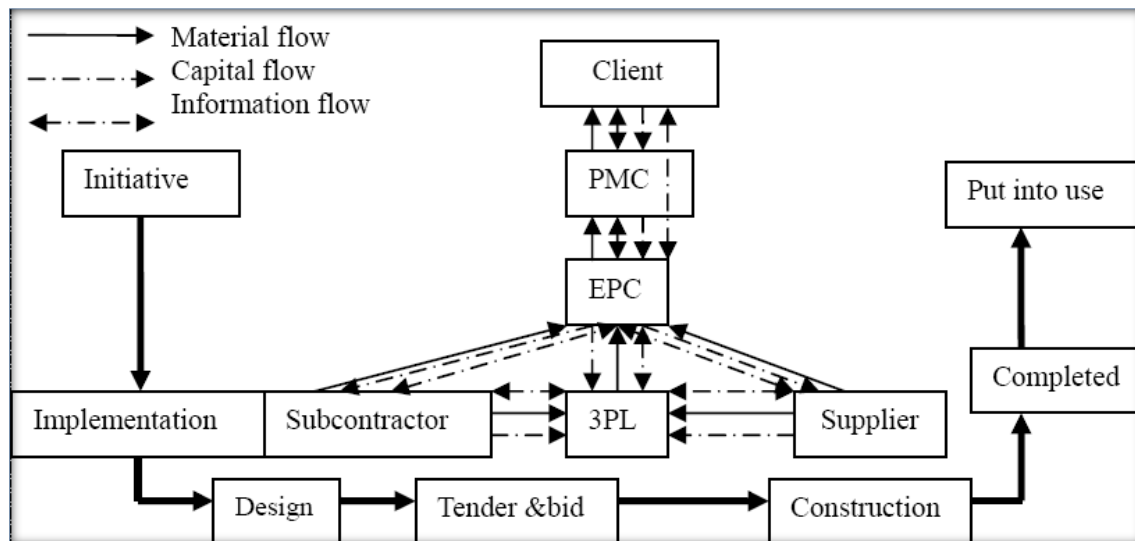 Material flow
Capital flow
Information flow
Client
Initiative
PMC
Put into use
EPC
Completed
Implementation
Subcontractor
3PL
Supplier
Design
Tender &bid
Construction